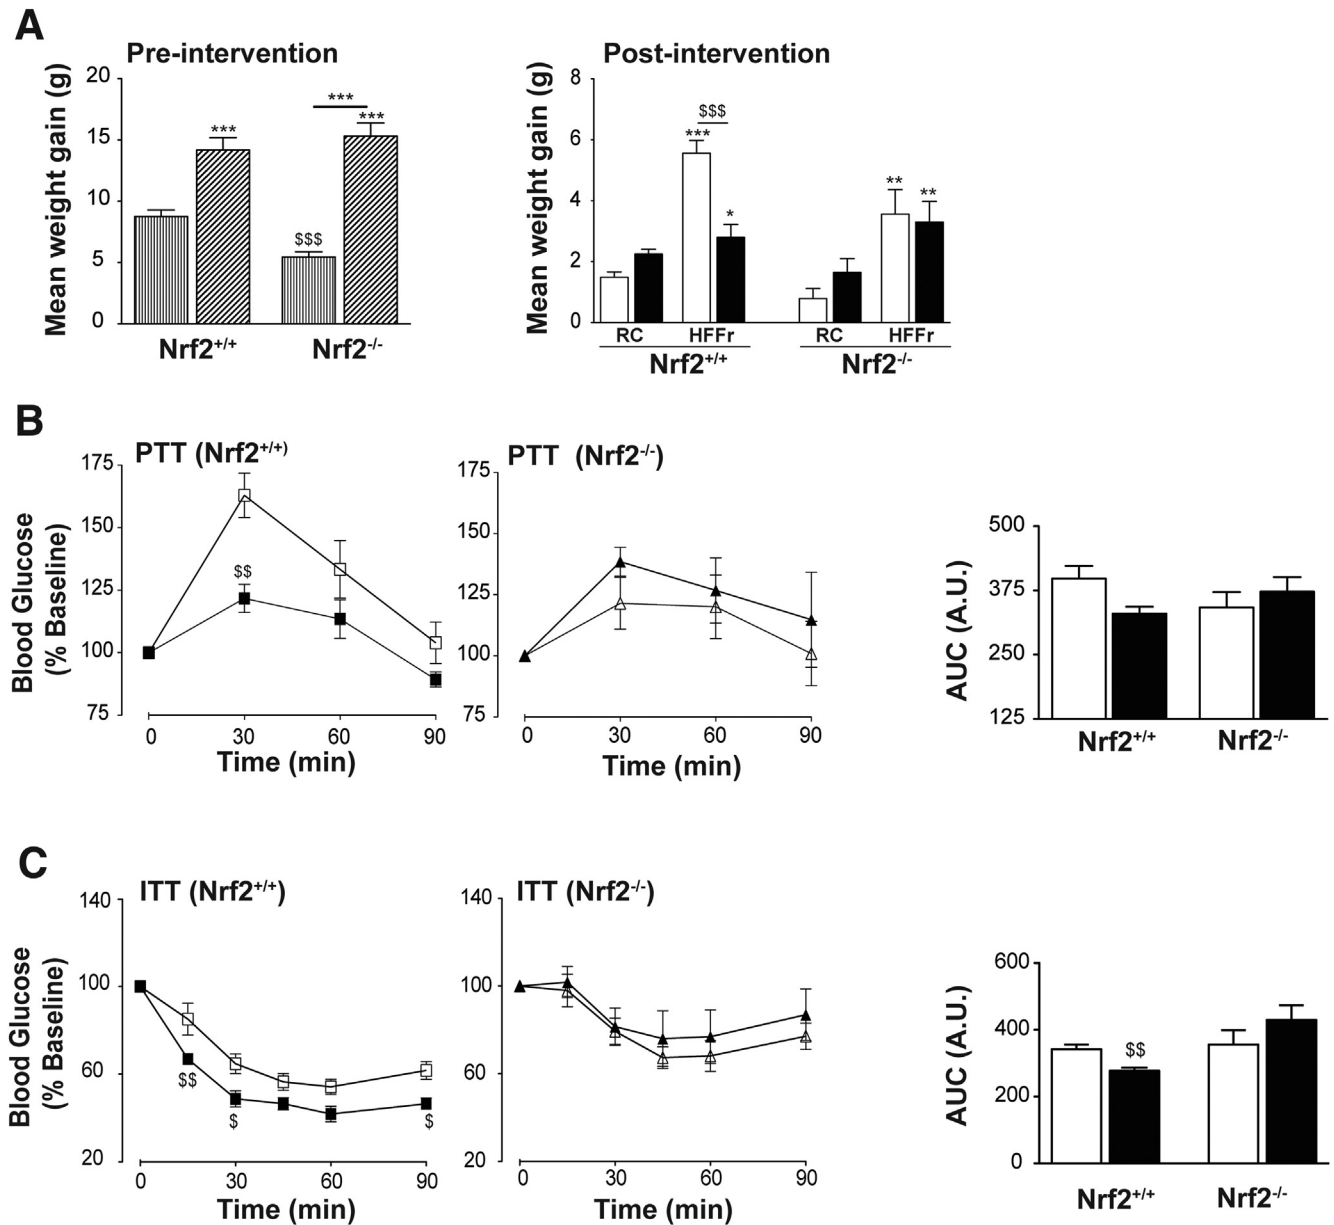 A
Pre-intervention
Mean weight gain (g)
20
15
10
5
0
***
$$$
***
***
Nrf2+/+
Nrf2-/-
Post-intervention
Mean weight gain (g)
8
6
4
2
0
$$$
***
*
**
**
RC
HFFr
RC
HFFr
Nrf2+/+
Nrf2-/-
B
PTT (Nrf2+/+)
Blood Glucose
(% Baseline)
175
150
125
100
75
$$
0
30
60
90
Time (min)
PTT (Nrf2-/-)
175
150
125
100
75
0
30
60
90
Time (min)
AUC (A.U.)
500
375
250
125
Nrf2+/+
Nrf2-/-
C
ITT (Nrf2+/+)
Blood Glucose
(% Baseline)
140
100
60
20
$$
$
$
0
30
60
90
Time (min)
ITT (Nrf2-/-)
140
100
60
20
0
30
60
90
Time (min)
AUC (A.U.)
600
400
200
0
$$
Nrf2+/+
Nrf2-/-